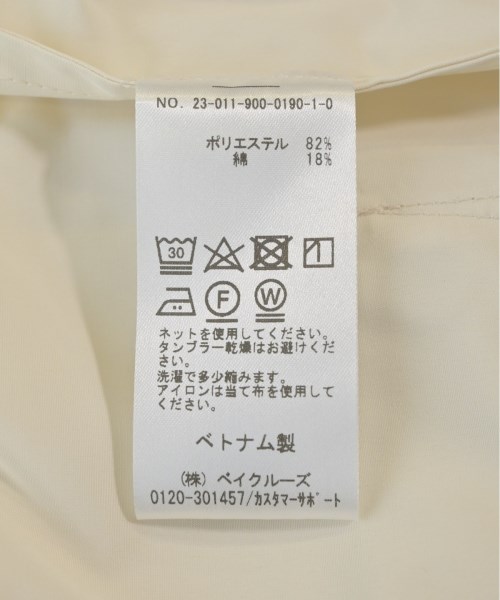 NO. 23-011-900-0190-1-0
ポリエステル 82%
綿 18%
30
F W
ネットを使用してください。
タンブラー乾燥はお避けくだ
さい。
洗濯で多少縮みます。
アイロンは当て布を使用して
ください。
ベトナム製
(株) ベイクルーズ
0120-301457/カスタマーサポート